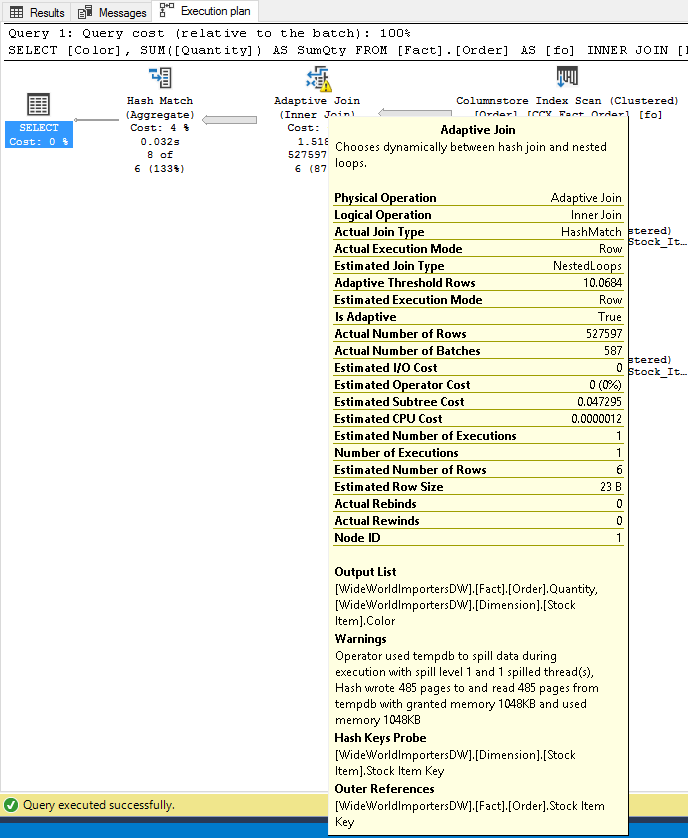 Results Messages Execution plan
Query 1: Query cost (relative to the batch): 100%
SELECT [Color], SUM([Quantity]) AS SumQty FROM [Fact].[Order] AS [fo] INNER JOIN
SELECT
Cost: 0 %
Hash Match
(Aggregate)
Cost: 4 %
0.032s
8 of
6 (133%)
Adaptive Join
(Inner Join)
Cost:
527597
6 (87
Columnstore Index Scan (Clustered)
[Order].[CCX_Fact_Order] [fo]
stered)
Stock_It...
stered)
Stock_It...
Adaptive Join
Chooses dynamically between hash join and nested
loops.
Physical Operation Adaptive Join
Logical Operation Inner Join
Actual Join Type HashMatch
Actual Execution Mode Row
Estimated Join Type NestedLoops
Adaptive Threshold Rows 10.0684
Estimated Execution Mode Row
Is Adaptive True
Actual Number of Rows 527597
Actual Number of Batches 587
Estimated I/O Cost 0
Estimated Operator Cost 0 (0%)
Estimated Subtree Cost 0.047295
Estimated CPU Cost 0.0000012
Estimated Number of Executions 1
Number of Executions 1
Estimated Number of Rows 6
Estimated Row Size 23 B
Actual Rebinds 0
Actual Rewinds 0
Node ID 1
Output List
[WideWorldImportersDW].[Fact].[Order].Quantity,
[WideWorldImportersDW].[Dimension].[Stock
Item].Color
Warnings
Operator used tempdb to spill data during
execution with spill level 1 and 1 spilled thread(s),
Hash wrote 485 pages to and read 485 pages from
tempdb with granted memory 1048KB and used
memory 1048KB
Hash Keys Probe
[WideWorldImportersDW].[Dimension].[Stock
Item].Stock Item Key
Outer References
[WideWorldImportersDW].[Fact].[Order].Stock Item
Key
Query executed successfully.